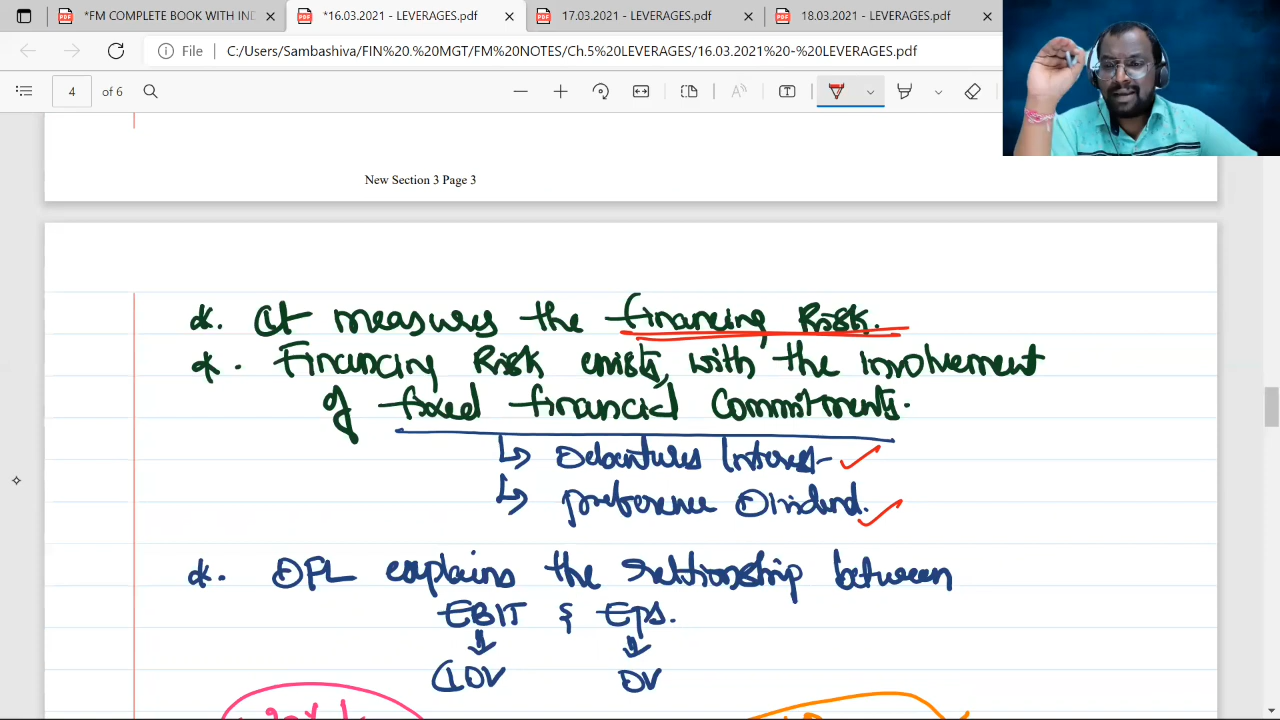 *FM COMPLETE BOOK WITH IND
*16.03.2021 - LEVERAGES.pdf
17.03.2021 - LEVERAGES.pdf
18.03.2021 - LEVERAGES.pdf
File C:/Users/Sambashiva/FIN%20.%20MGT/FM%20NOTES/Ch.5%20LEVERAGES/16.03.2021%20-%20LEVERAGES.pdf
4 of 6
New Section 3 Page 3
*. It measures the financing Risk.
*. Financing Risk exists, with the involvement
of fixed financial Commitments.
↳ Debentures Interest
↳ preference Dividend.
*. DFL explains the relationship between
EBIT & EPS.
↓ ↓
IDV DV